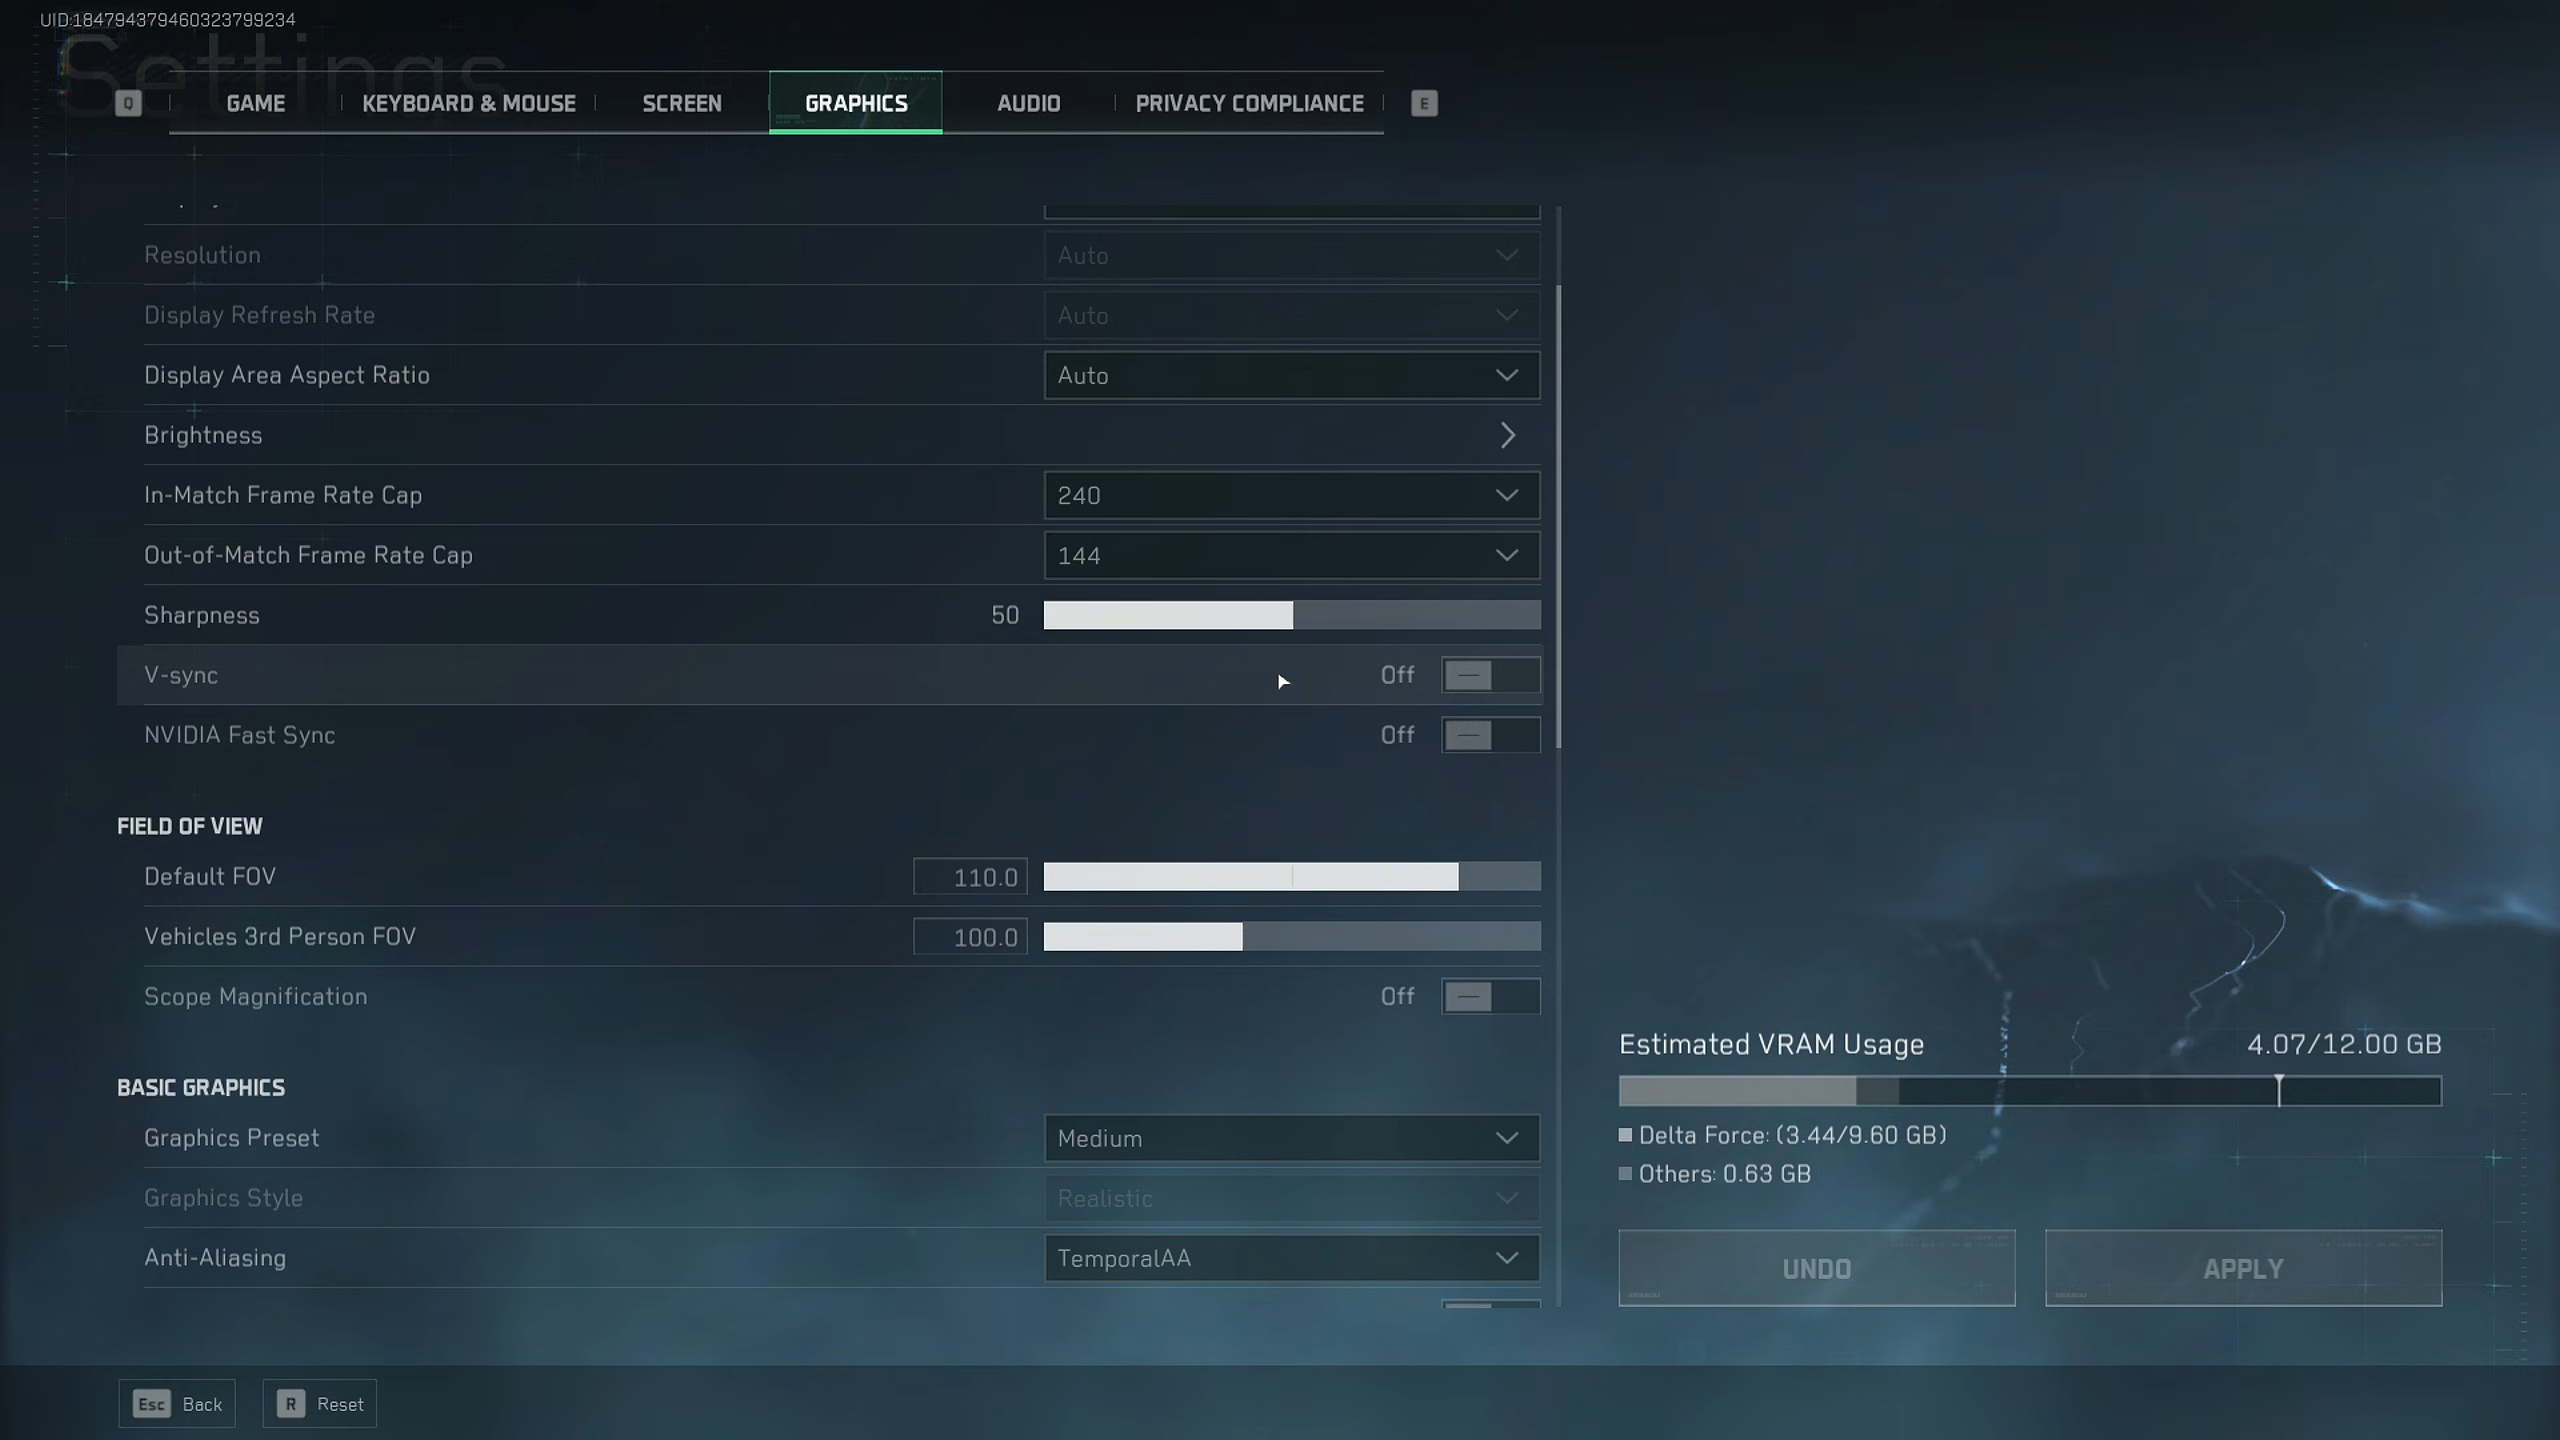 UID:184794379460323799234
Settings
Q GAME KEYBOARD & MOUSE SCREEN GRAPHICS AUDIO PRIVACY COMPLIANCE E
Resolution Auto
Display Refresh Rate Auto
Display Area Aspect Ratio Auto
Brightness
In-Match Frame Rate Cap 240
Out-of-Match Frame Rate Cap 144
Sharpness 50
V-sync Off
NVIDIA Fast Sync Off
FIELD OF VIEW
Default FOV 110.0
Vehicles 3rd Person FOV 100.0
Scope Magnification Off
BASIC GRAPHICS
Graphics Preset Medium
Graphics Style Realistic
Anti-Aliasing TemporalAA
Estimated VRAM Usage 4.07/12.00 GB
Delta Force: (3.44/9.60 GB)
Others: 0.63 GB
UNDO APPLY
Esc Back R Reset